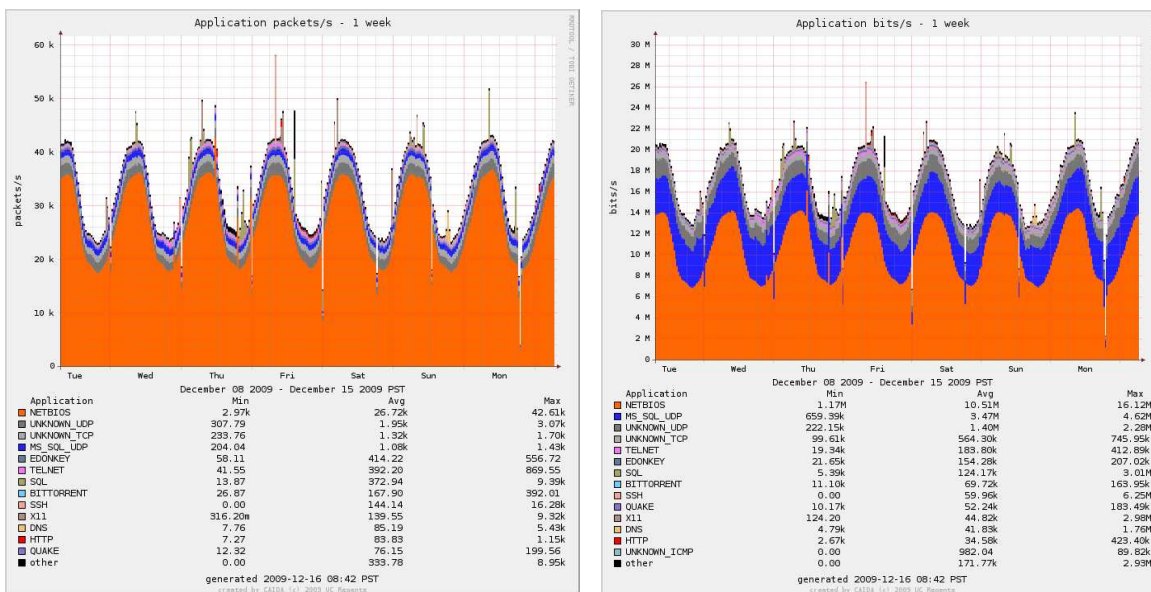 Application packets/s - 1 week
RRDTOOL / TOBI OETIKER
packets/s
60 k
50 k
40 k
30 k
20 k
10 k
0
Tue Wed Thu Fri Sat Sun Mon
December 08 2009 - December 15 2009 PST
Application Min Avg Max
NETBIOS 2.97k 26.72k 42.61k
UNKNOWN_UDP 307.79 1.95k 3.07k
UNKNOWN_TCP 233.76 1.32k 1.70k
MS_SQL_UDP 204.04 1.08k 1.43k
EDONKEY 58.11 414.22 556.72
TELNET 41.55 392.20 869.55
SQL 13.87 372.94 9.39k
BITTORRENT 26.87 167.90 392.01
SSH 0.00 144.14 16.28k
X11 316.20m 139.55 9.32k
DNS 7.76 85.19 5.43k
HTTP 7.27 83.83 1.15k
QUAKE 12.32 76.15 199.56
other 0.00 333.78 8.95k
generated 2009-12-16 08:42 PST
created by CAIDA (c) 2009 UC Regents
Application bits/s - 1 week
bits/s
30 M
28 M
26 M
24 M
22 M
20 M
18 M
16 M
14 M
12 M
10 M
8 M
6 M
4 M
2 M
0
Tue Wed Thu Fri Sat Sun Mon
December 08 2009 - December 15 2009 PST
Application Min Avg Max
NETBIOS 1.17M 10.51M 16.12M
MS_SQL_UDP 659.39k 3.47M 4.62M
UNKNOWN_UDP 222.15k 1.40M 2.28M
UNKNOWN_TCP 99.61k 564.30k 745.95k
TELNET 19.34k 183.80k 412.89k
EDONKEY 21.65k 154.28k 207.02k
SQL 5.39k 124.17k 3.01M
BITTORRENT 11.10k 69.72k 163.95k
SSH 0.00 59.96k 6.25M
QUAKE 10.17k 52.24k 183.49k
X11 124.20 44.82k 2.98M
DNS 4.79k 41.83k 1.76M
HTTP 2.67k 34.58k 423.40k
UNKNOWN_ICMP 0.00 982.04 89.82k
other 0.00 171.77k 2.93M
generated 2009-12-16 08:42 PST
created by CAIDA (c) 2009 UC Regents